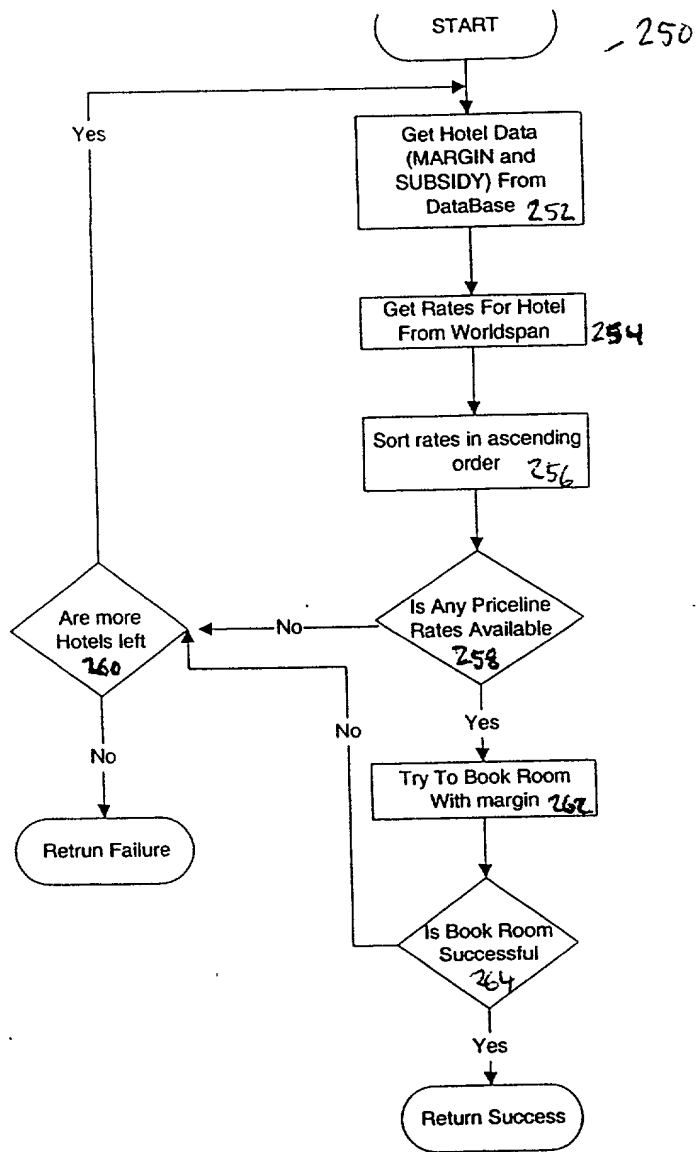 START
250
Yes
Get Hotel Data
(MARGIN and
SUBSIDY) From
DataBase 252
Get Rates For Hotel
From Worldspan
254
Sort rates in ascending
order 256
Are more
Hotels left
260
No
Is Any Priceline
Rates Available
258
Yes
No
No
Try To Book Room
With margin 262
Retrun Failure
Is Book Room
Successful
264
Yes
Return Success